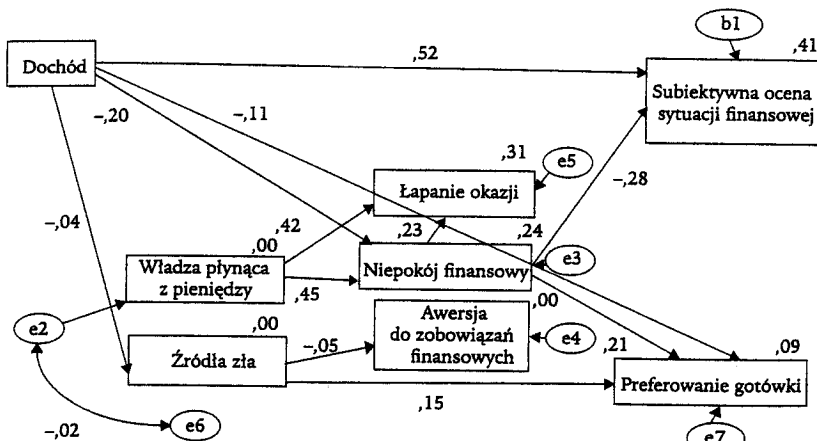 b1
,41
,52
Dochód
Subiektywna ocena
sytuacji finansowej
–,20
–,11
,31
e5
Łapanie okazji
–,28
–,04
,42
,23
,24
,00
Władza płynąca
z pieniędzy
Niepokój finansowy
e3
,45
,00
Awersja
do zobowiązań
finansowych
e2
,00
e4
–,05
Źródła zła
,21
,09
Preferowanie gotówki
,15
–,02
e6
e7